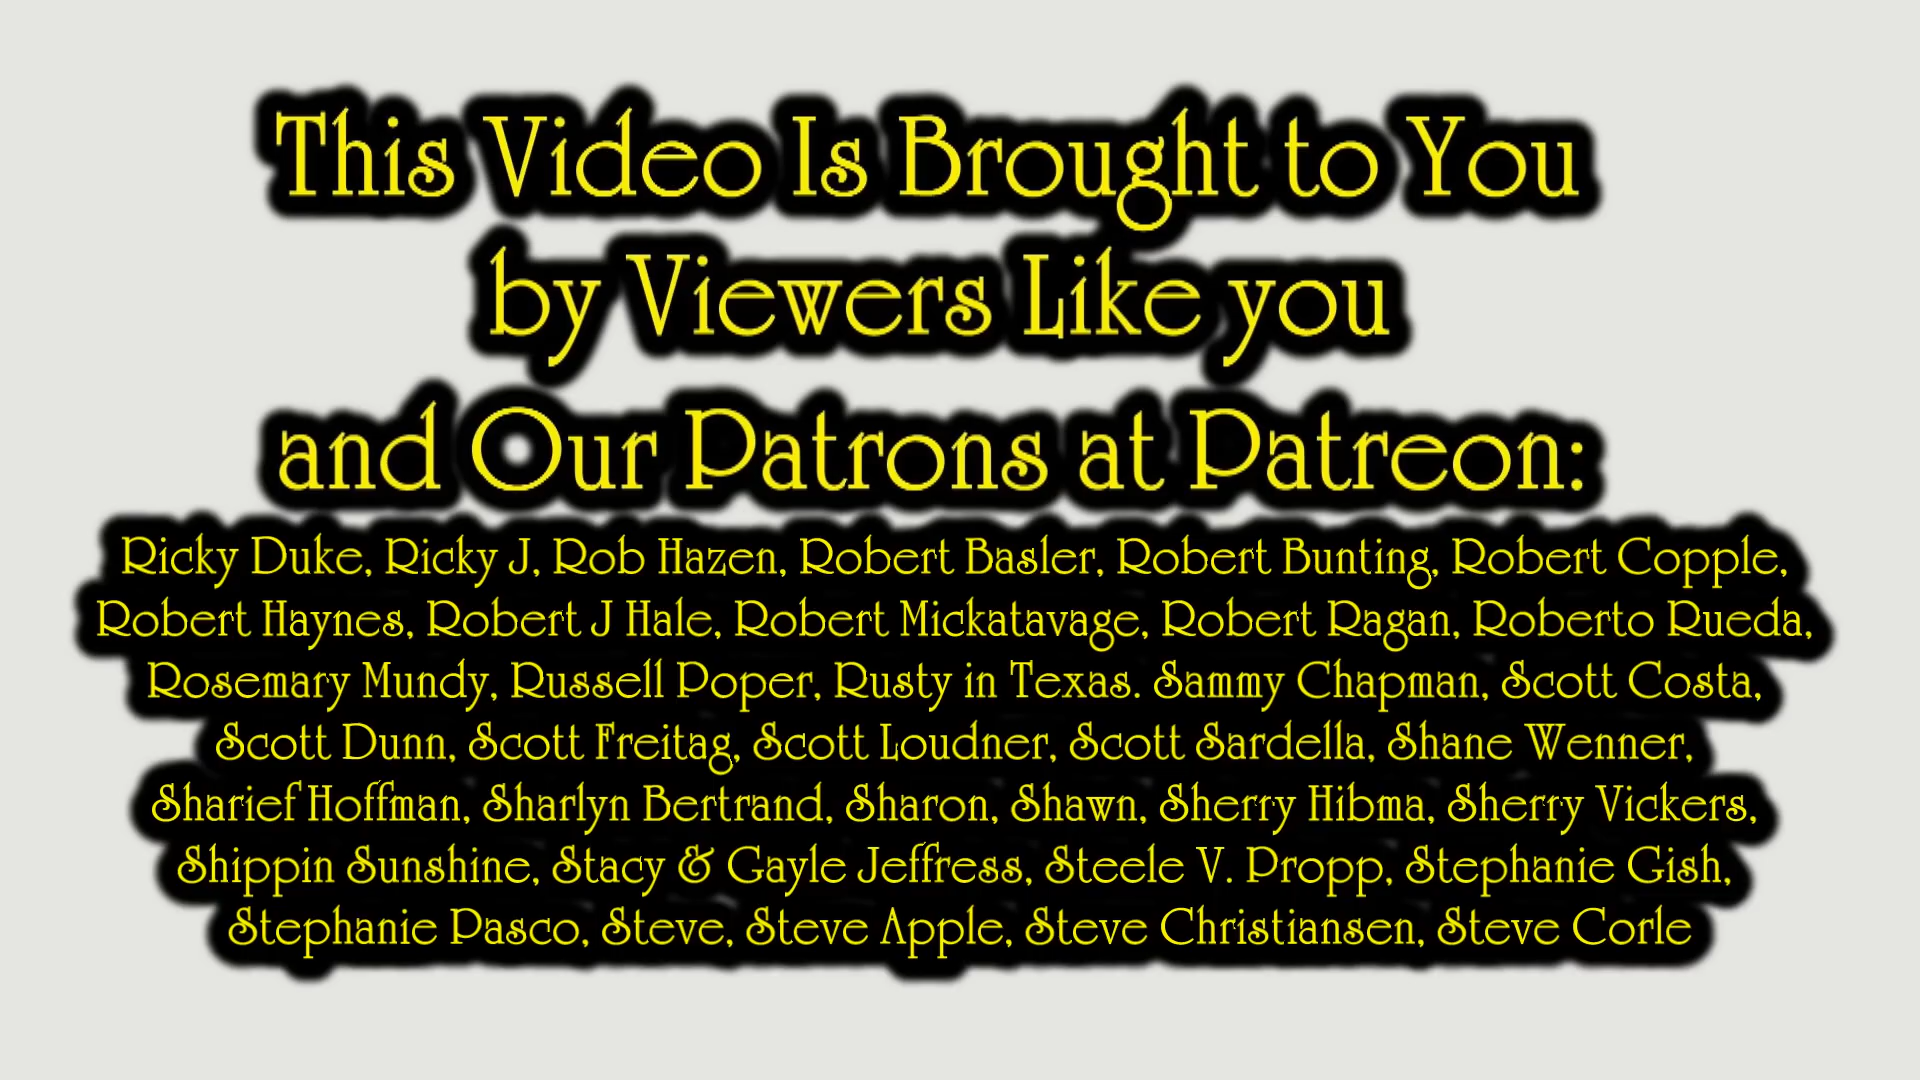 This Video Is Brought to You
by Viewers Like you
and Our Patrons at Patreon:
Ricky Duke, Ricky J, Rob Hazen, Robert Basler, Robert Bunting, Robert Copple,
Robert Haynes, Robert J Hale, Robert Mickatavage, Robert Ragan, Roberto Rueda,
Rosemary Mundy, Russell Poper, Rusty in Texas. Sammy Chapman, Scott Costa,
Scott Dunn, Scott Freitag, Scott Loudner, Scott Sardella, Shane Wenner,
Sharief Hoffman, Sharlyn Bertrand, Sharon, Shawn, Sherry Hibma, Sherry Vickers,
Shippin Sunshine, Stacy & Gayle Jeffress, Steele V. Propp, Stephanie Gish,
Stephanie Pasco, Steve, Steve Apple, Steve Christiansen, Steve Corle